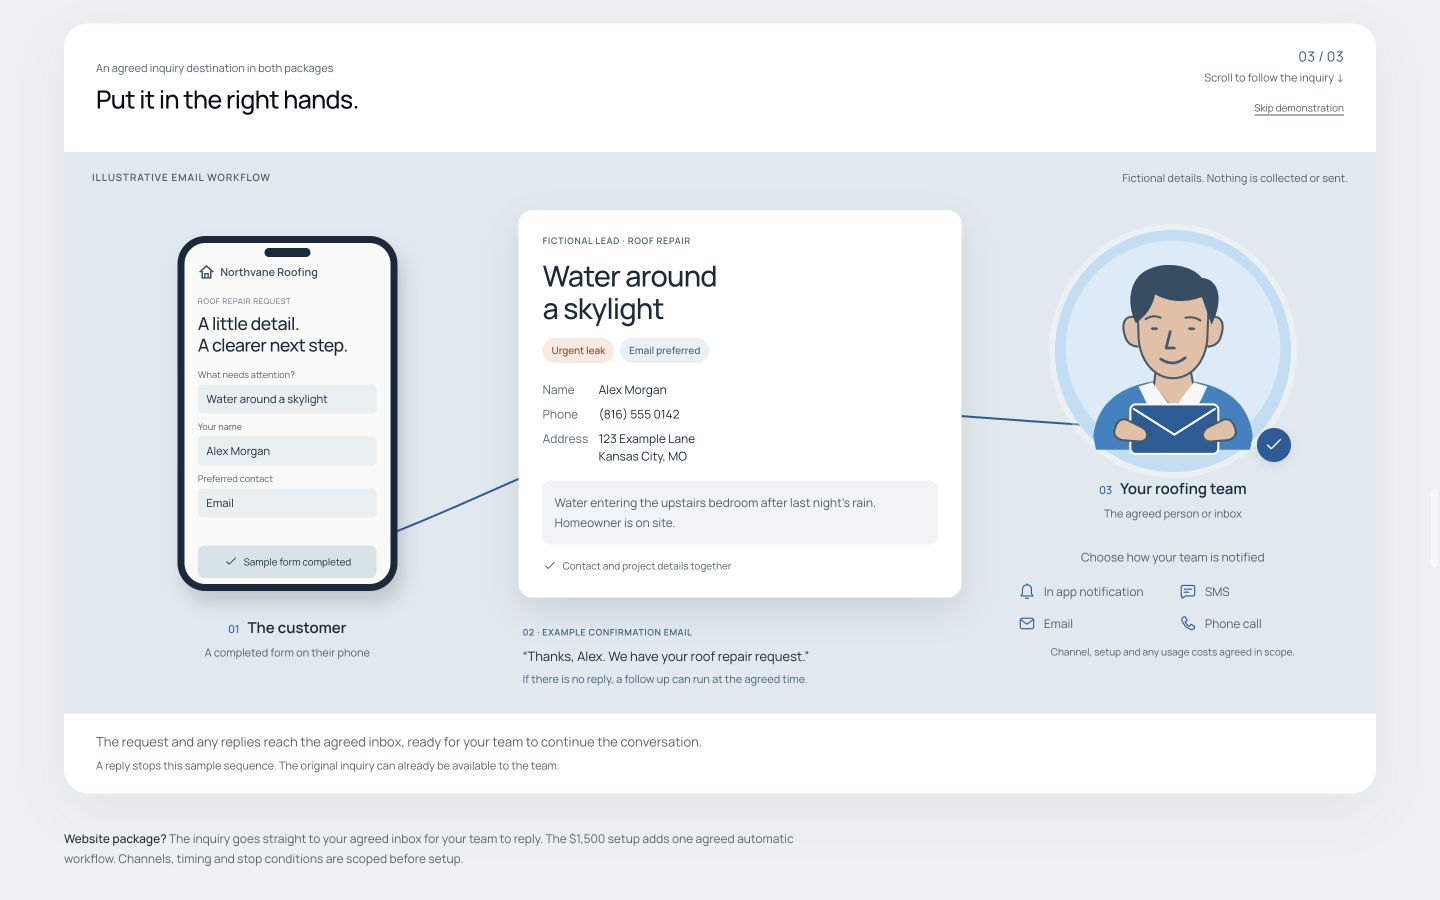 An agreed inquiry destination in both packages
Put it in the right hands.
03 / 03
Scroll to follow the inquiry ↓
Skip demonstration
ILLUSTRATIVE EMAIL WORKFLOW
Fictional details. Nothing is collected or sent.
Northvane Roofing
ROOF REPAIR REQUEST
A little detail.
A clearer next step.
What needs attention?
Water around a skylight
Your name
Alex Morgan
Preferred contact
Email
Sample form completed
01 The customer
A completed form on their phone
FICTIONAL LEAD · ROOF REPAIR
Water around
a skylight
Urgent leak
Email preferred
Name Alex Morgan
Phone (816) 555 0142
Address 123 Example Lane
Kansas City, MO
Water entering the upstairs bedroom after last night's rain.
Homeowner is on site.
Contact and project details together
02 · EXAMPLE CONFIRMATION EMAIL
“Thanks, Alex. We have your roof repair request.”
If there is no reply, a follow up can run at the agreed time.
03 Your roofing team
The agreed person or inbox
Choose how your team is notified
In app notification
SMS
Email
Phone call
Channel, setup and any usage costs agreed in scope.
The request and any replies reach the agreed inbox, ready for your team to continue the conversation.
A reply stops this sample sequence. The original inquiry can already be available to the team.
Website package? The inquiry goes straight to your agreed inbox for your team to reply. The $1,500 setup adds one agreed automatic
workflow. Channels, timing and stop conditions are scoped before setup.